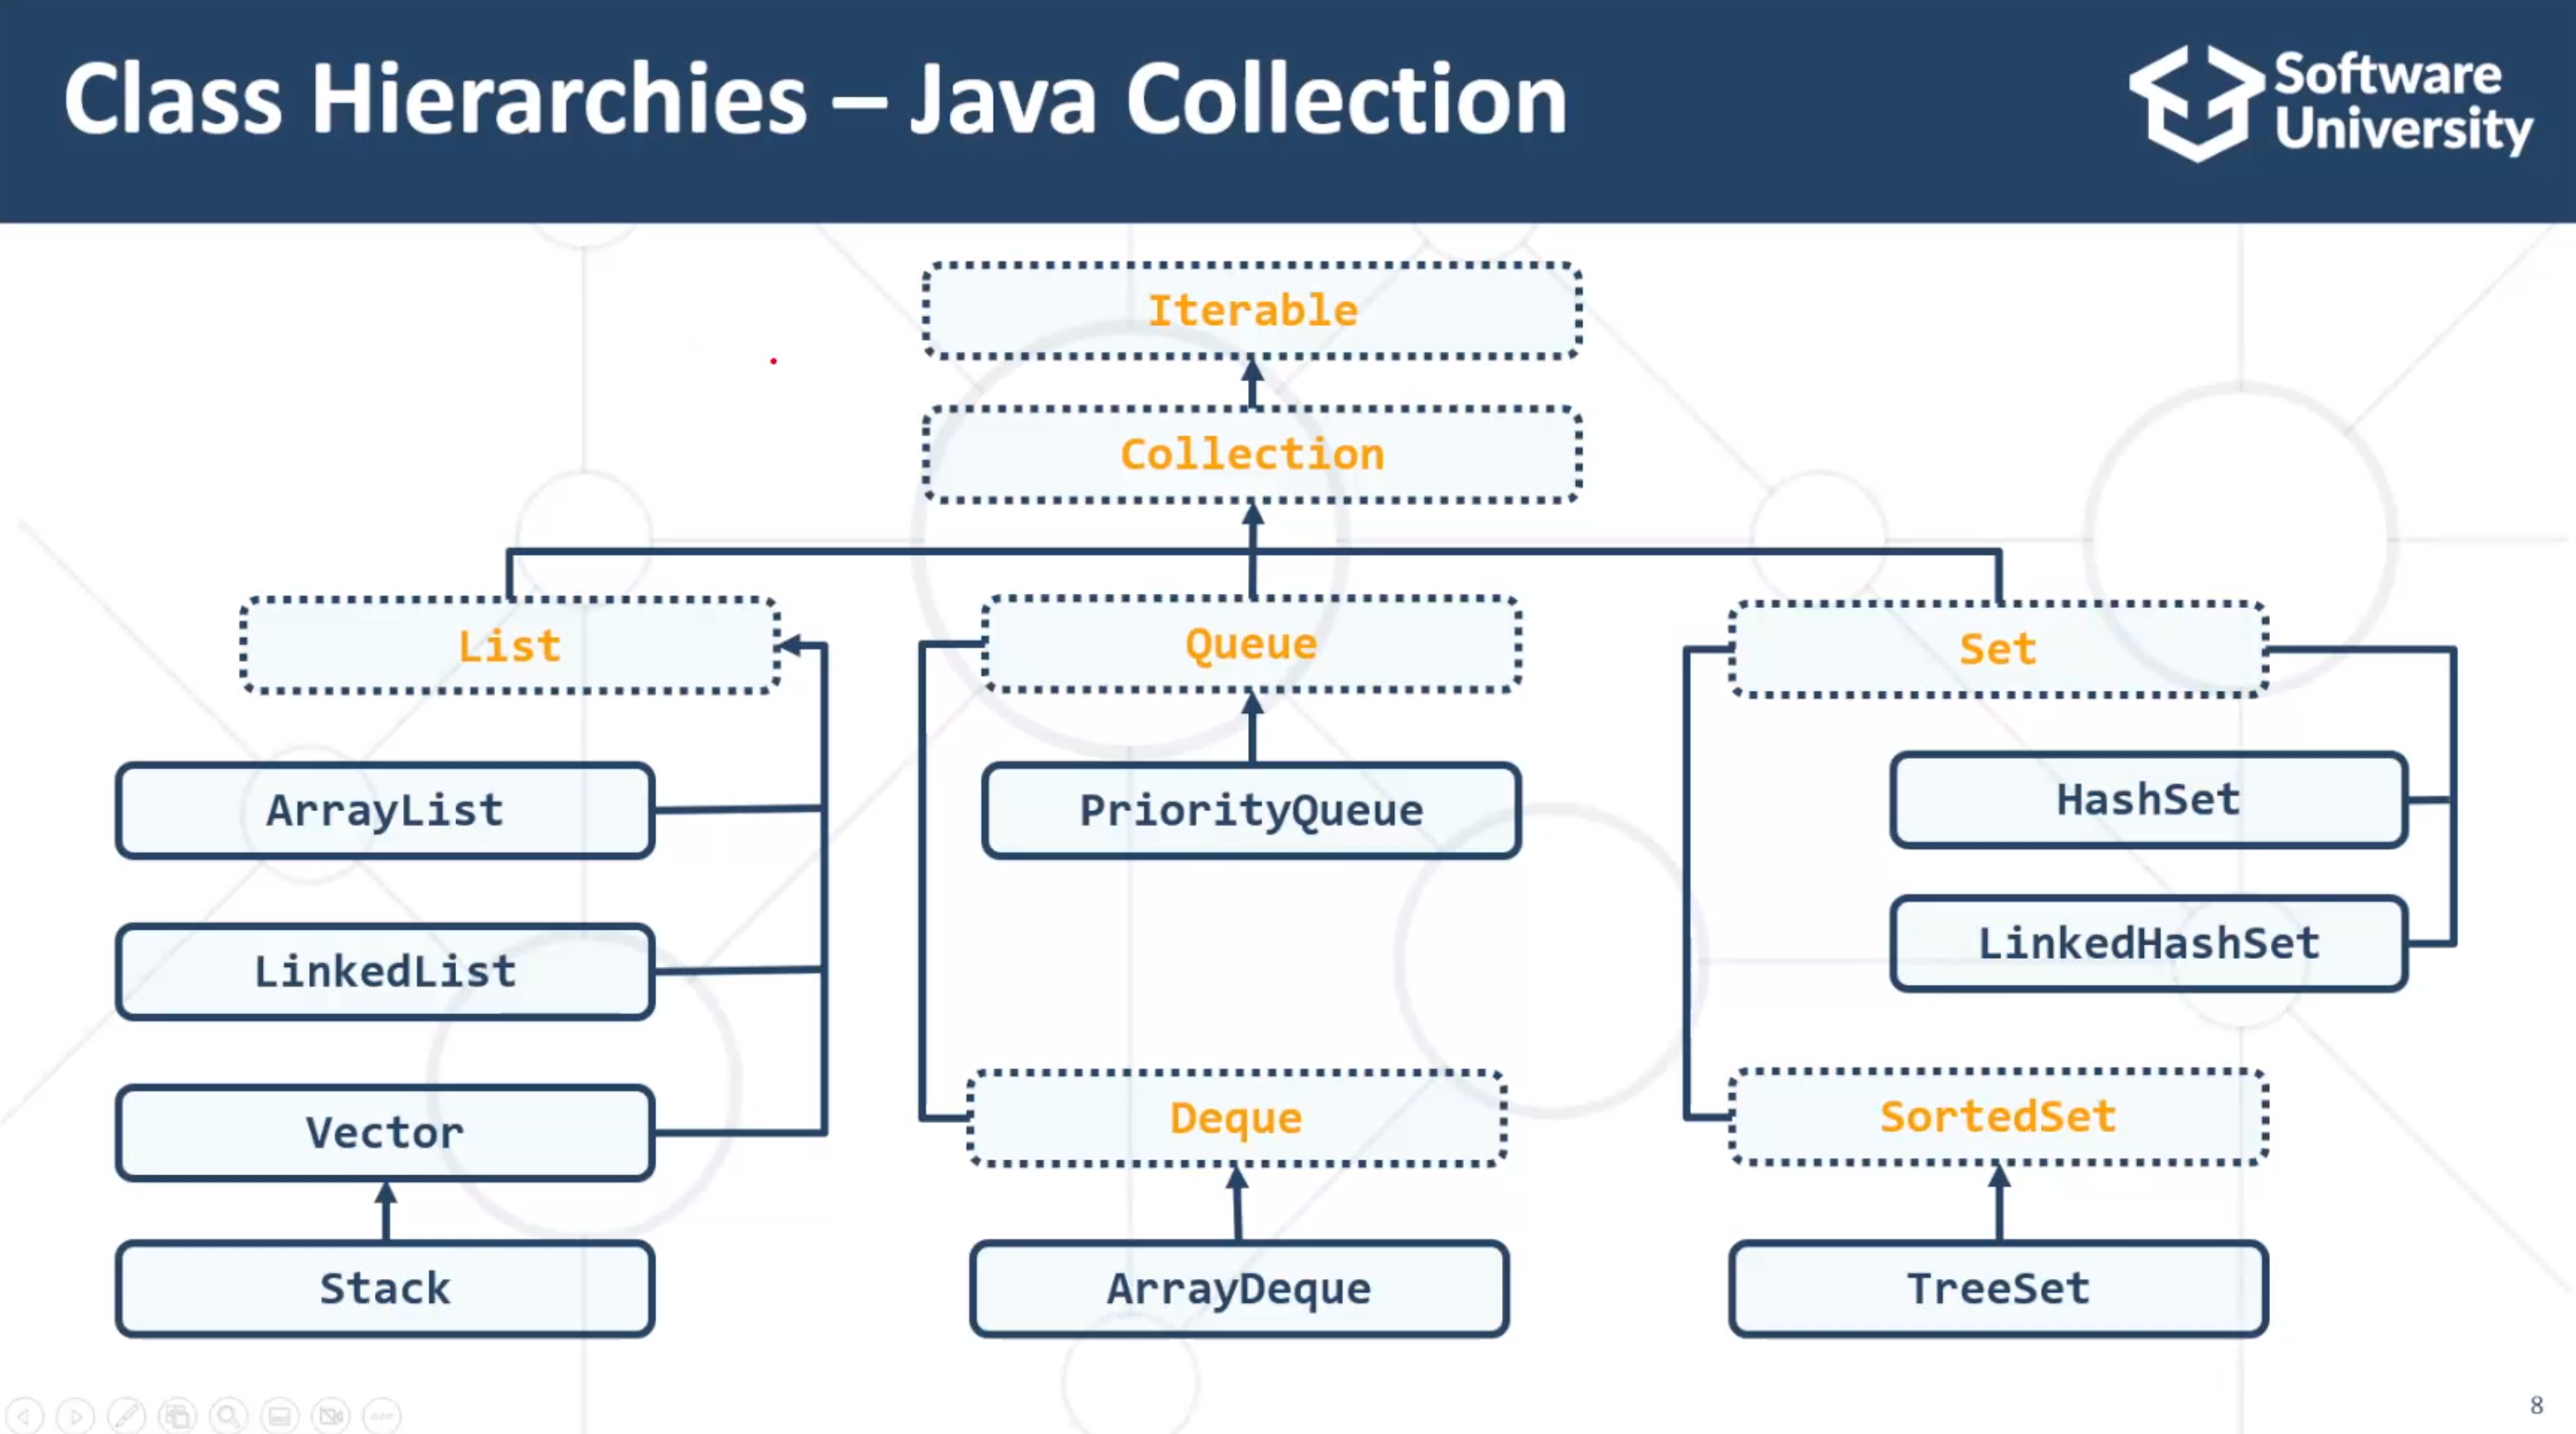 Class Hierarchies – Java Collection
Software
University
Iterable
Collection
List
Queue
Set
ArrayList
PriorityQueue
HashSet
LinkedList
LinkedHashSet
Vector
Deque
SortedSet
Stack
ArrayDeque
TreeSet
8